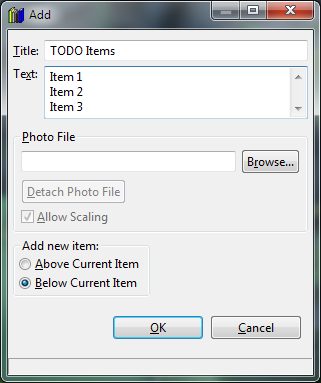 Add
Title: TODO Items
Text: Item 1
Item 2
Item 3
Photo File
Browse...
Detach Photo File
Allow Scaling
Add new item:
Above Current Item
Below Current Item
OK Cancel